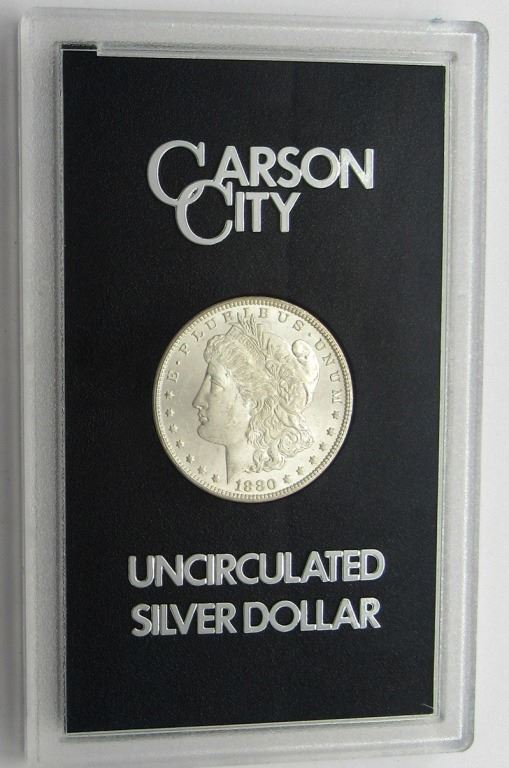 CARSON
CITY
E·PLURIBUS·UNUM
1880
UNCIRCULATED
SILVER DOLLAR